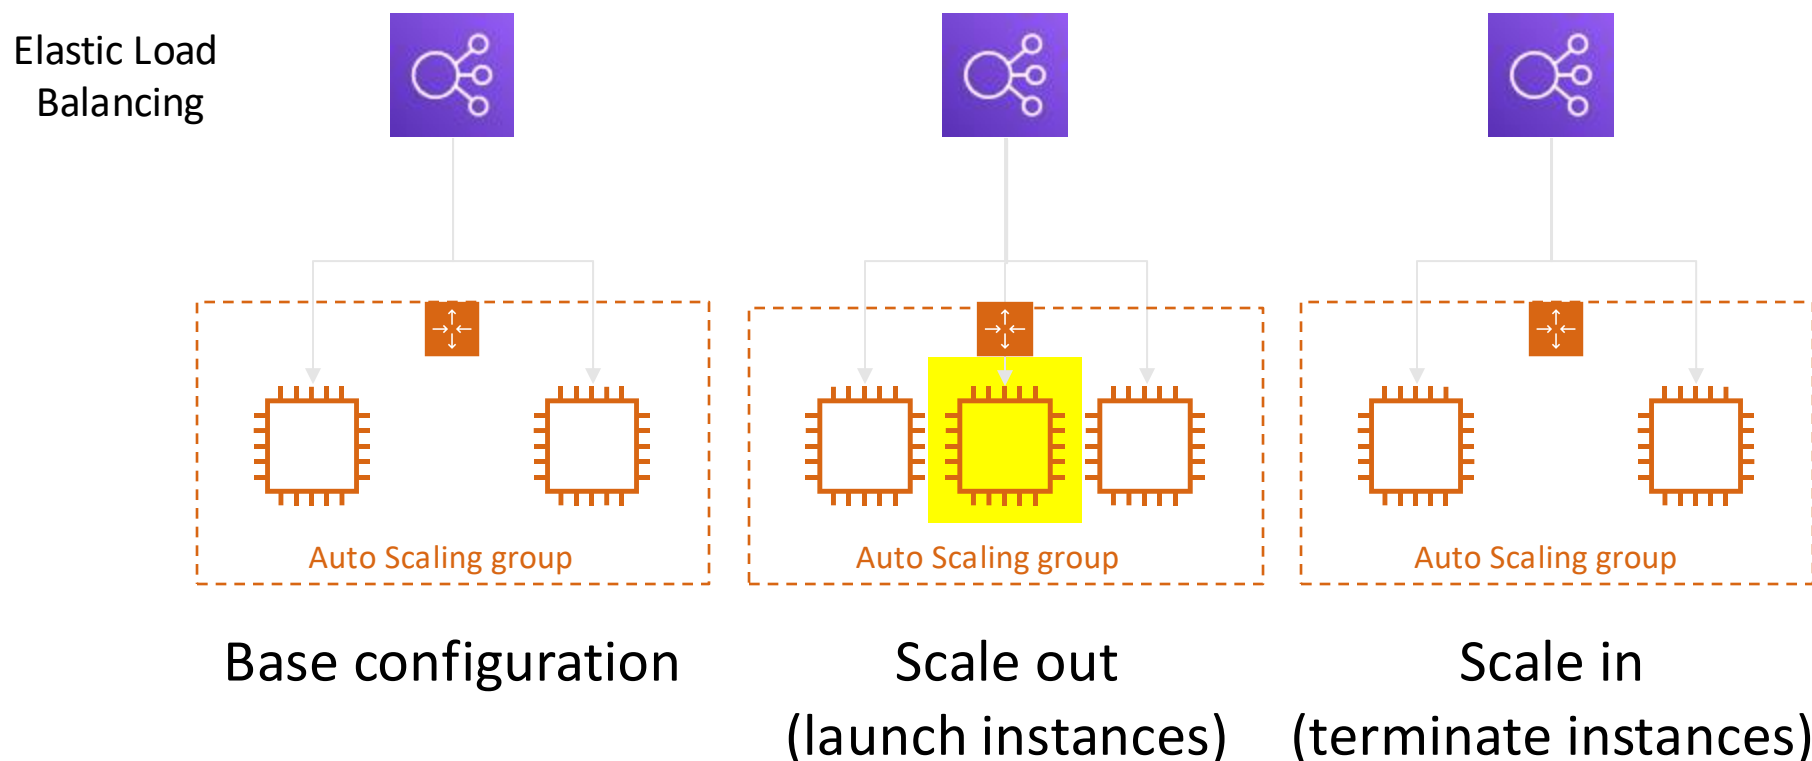 Elastic Load
Balancing
Auto Scaling group
Auto Scaling group
Auto Scaling group
Base configuration
Scale out
(launch instances)
Scale in
(terminate instances)